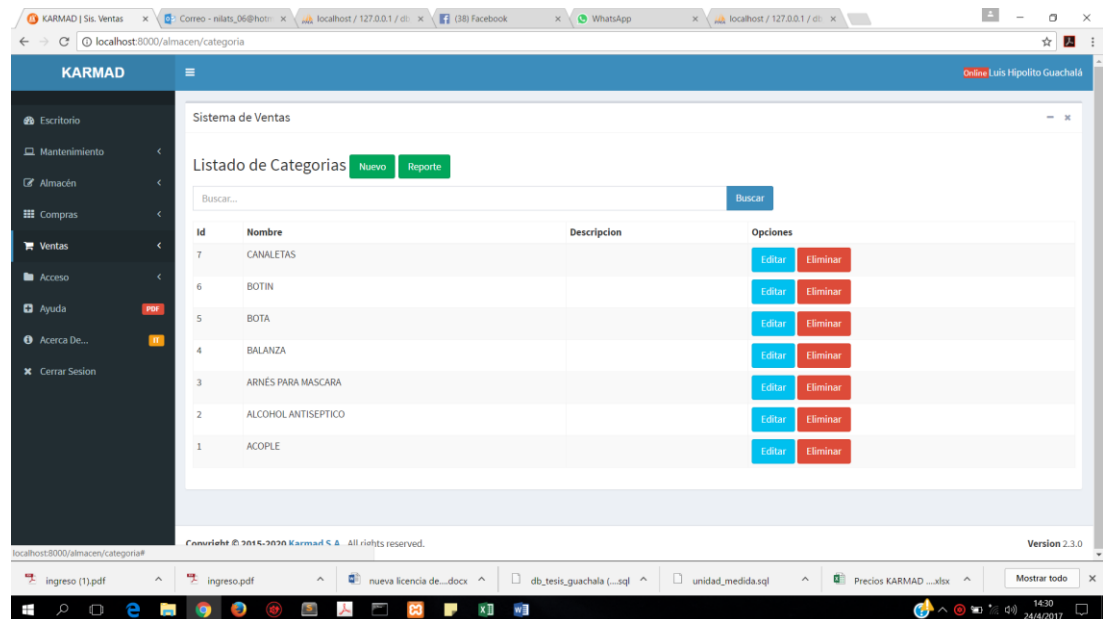 KARMAD | Sis. Ventas
Correo - nilats_06@hotm
localhost / 127.0.0.1 / db
(38) Facebook
WhatsApp
localhost / 127.0.0.1 / db
localhost:8000/almacen/categoria
KARMAD
Online Luis Hipolito Guachalá
Escritorio
Mantenimiento
Almacén
Compras
Ventas
Acceso
Ayuda PDF
Acerca De... IT
Cerrar Sesion
Sistema de Ventas
Listado de Categorias Nuevo Reporte
Buscar... Buscar
Id Nombre Descripcion Opciones
7 CANALETAS Editar Eliminar
6 BOTIN Editar Eliminar
5 BOTA Editar Eliminar
4 BALANZA Editar Eliminar
3 ARNÉS PARA MASCARA Editar Eliminar
2 ALCOHOL ANTISEPTICO Editar Eliminar
1 ACOPLE Editar Eliminar
Copyright © 2015-2020 Karmad S.A. All rights reserved. Version 2.3.0
localhost:8000/almacen/categoria#
ingreso (1).pdf
ingreso.pdf
nueva licencia de....docx
db_tesis_guachala (....sql
unidad_medida.sql
Precios KARMAD ....xlsx
Mostrar todo
14:30
24/4/2017